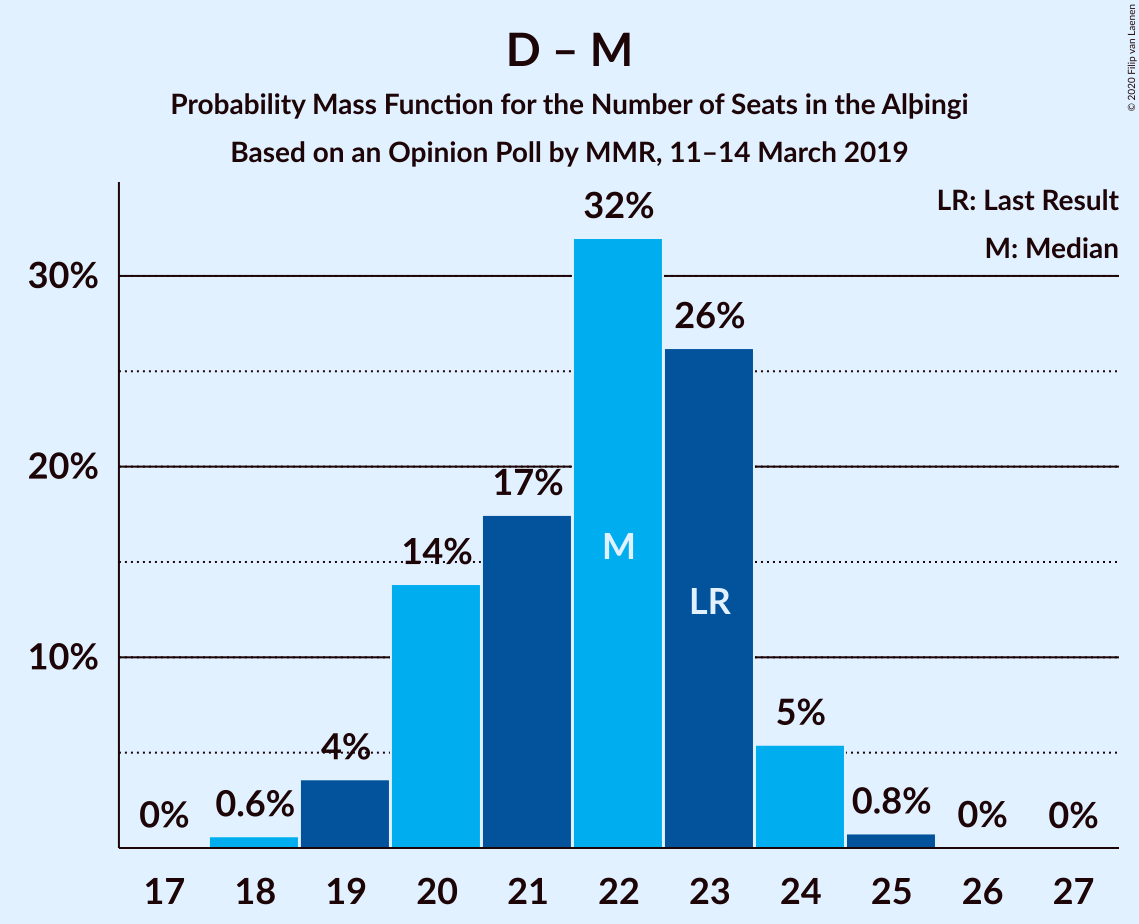 © 2020 Filip van Laenen
D – M
Probability Mass Function for the Number of Seats in the Alþingi
Based on an Opinion Poll by MMR, 11–14 March 2019
LR: Last Result
M: Median
30%
20%
10%
0%
0.6%
4%
14%
17%
32%
26%
5%
0.8%
0%
0%
M
LR
17 18 19 20 21 22 23 24 25 26 27